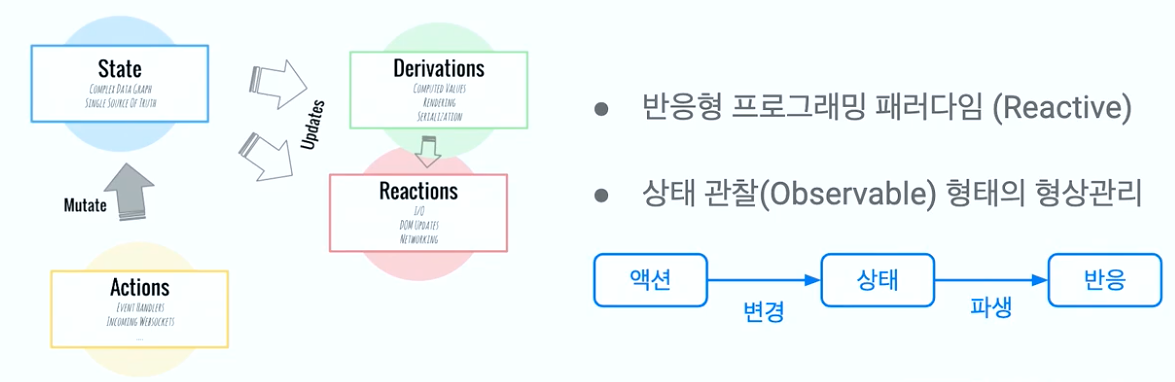 State
Complex Data Graph
Single Source Of Truth
Updates
Derivations
Computed Values
Rendering
Serialization
Mutate
Reactions
I/O
DOM Updates
Networking
Actions
Event Handlers
Incoming Websockets
...
● 반응형 프로그래밍 패러다임 (Reactive)
● 상태 관찰(Observable) 형태의 형상관리
액션
변경
상태
파생
반응